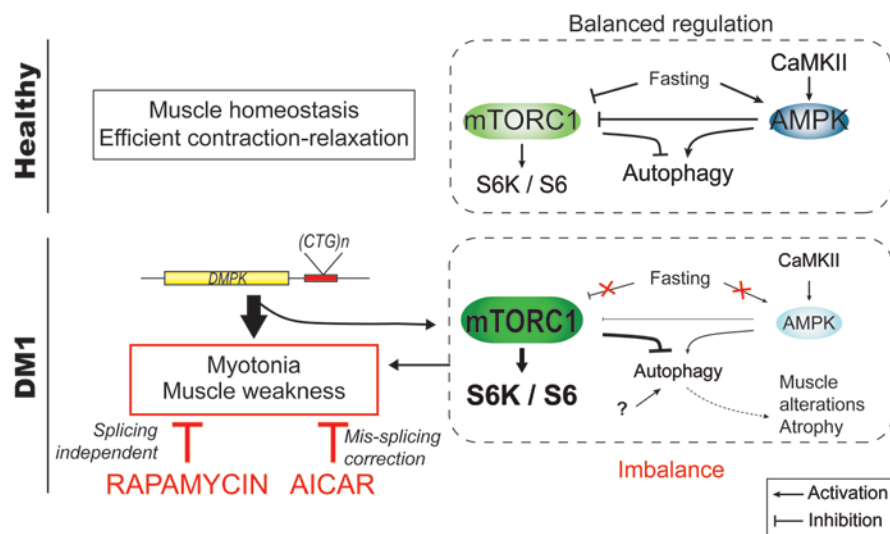 Balanced regulation
Healthy
Muscle homeostasis
Efficient contraction-relaxation
Fasting
CaMKII
mTORC1
AMPK
S6K / S6
Autophagy
DM1
(CTG)n
DMPK
Myotonia
Muscle weakness
Splicing
independent
Mis-splicing
correction
RAPAMYCIN
AICAR
Fasting
CaMKII
mTORC1
AMPK
S6K / S6
Autophagy
?
Muscle
alterations
Atrophy
Imbalance
Activation
Inhibition